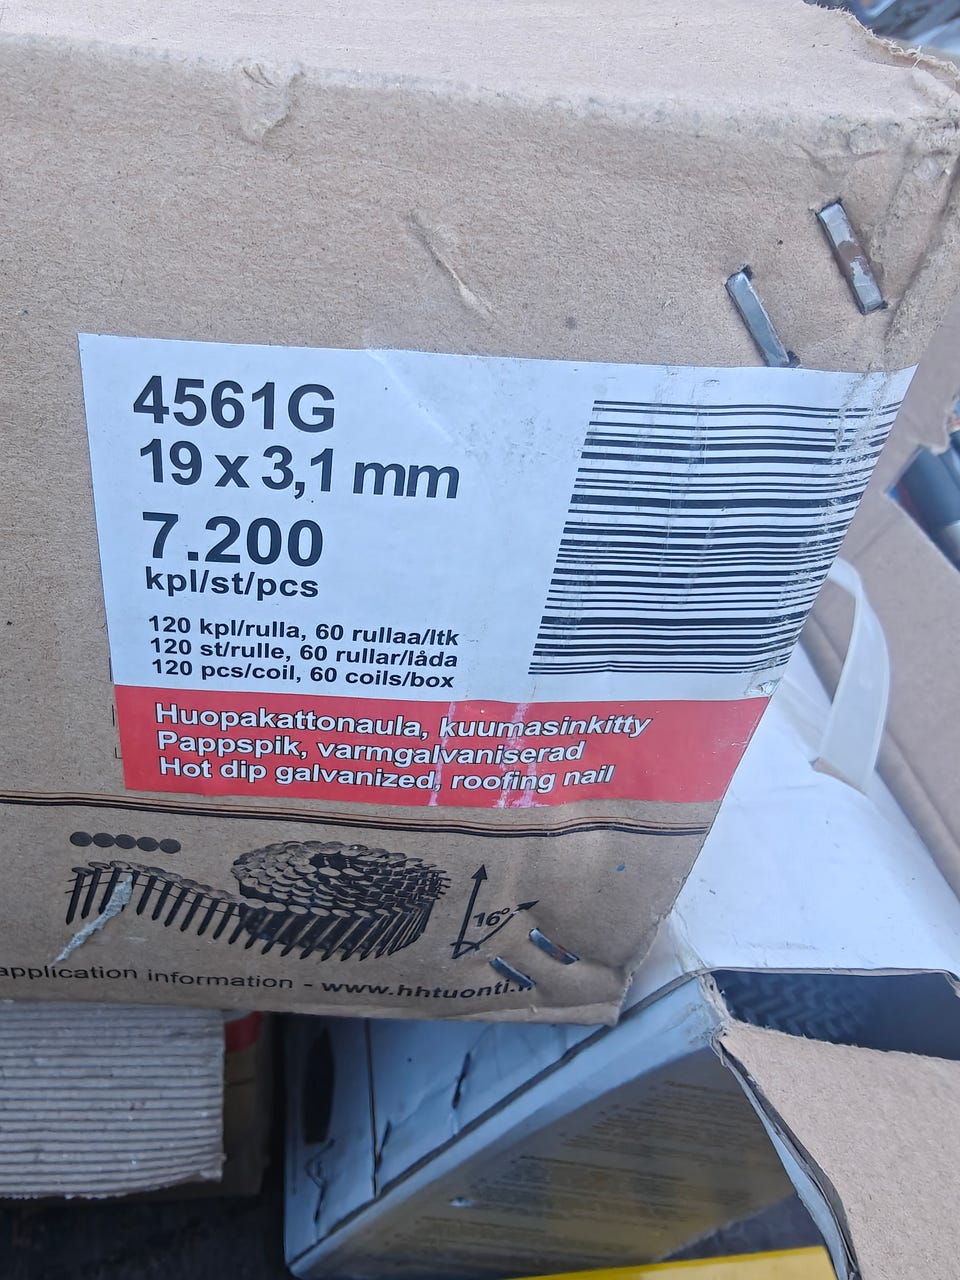 4561G
19 x 3,1 mm
7.200
kpl/st/pcs
120 kpl/rulla, 60 rullaa/ltk
120 st/rulle, 60 rullar/låda
120 pcs/coil, 60 coils/box
Huopakattonaula, kuumasinkitty
Pappspik, varmgalvaniserad
Hot dip galvanized, roofing nail
16°
application information - www.hhtuonti.